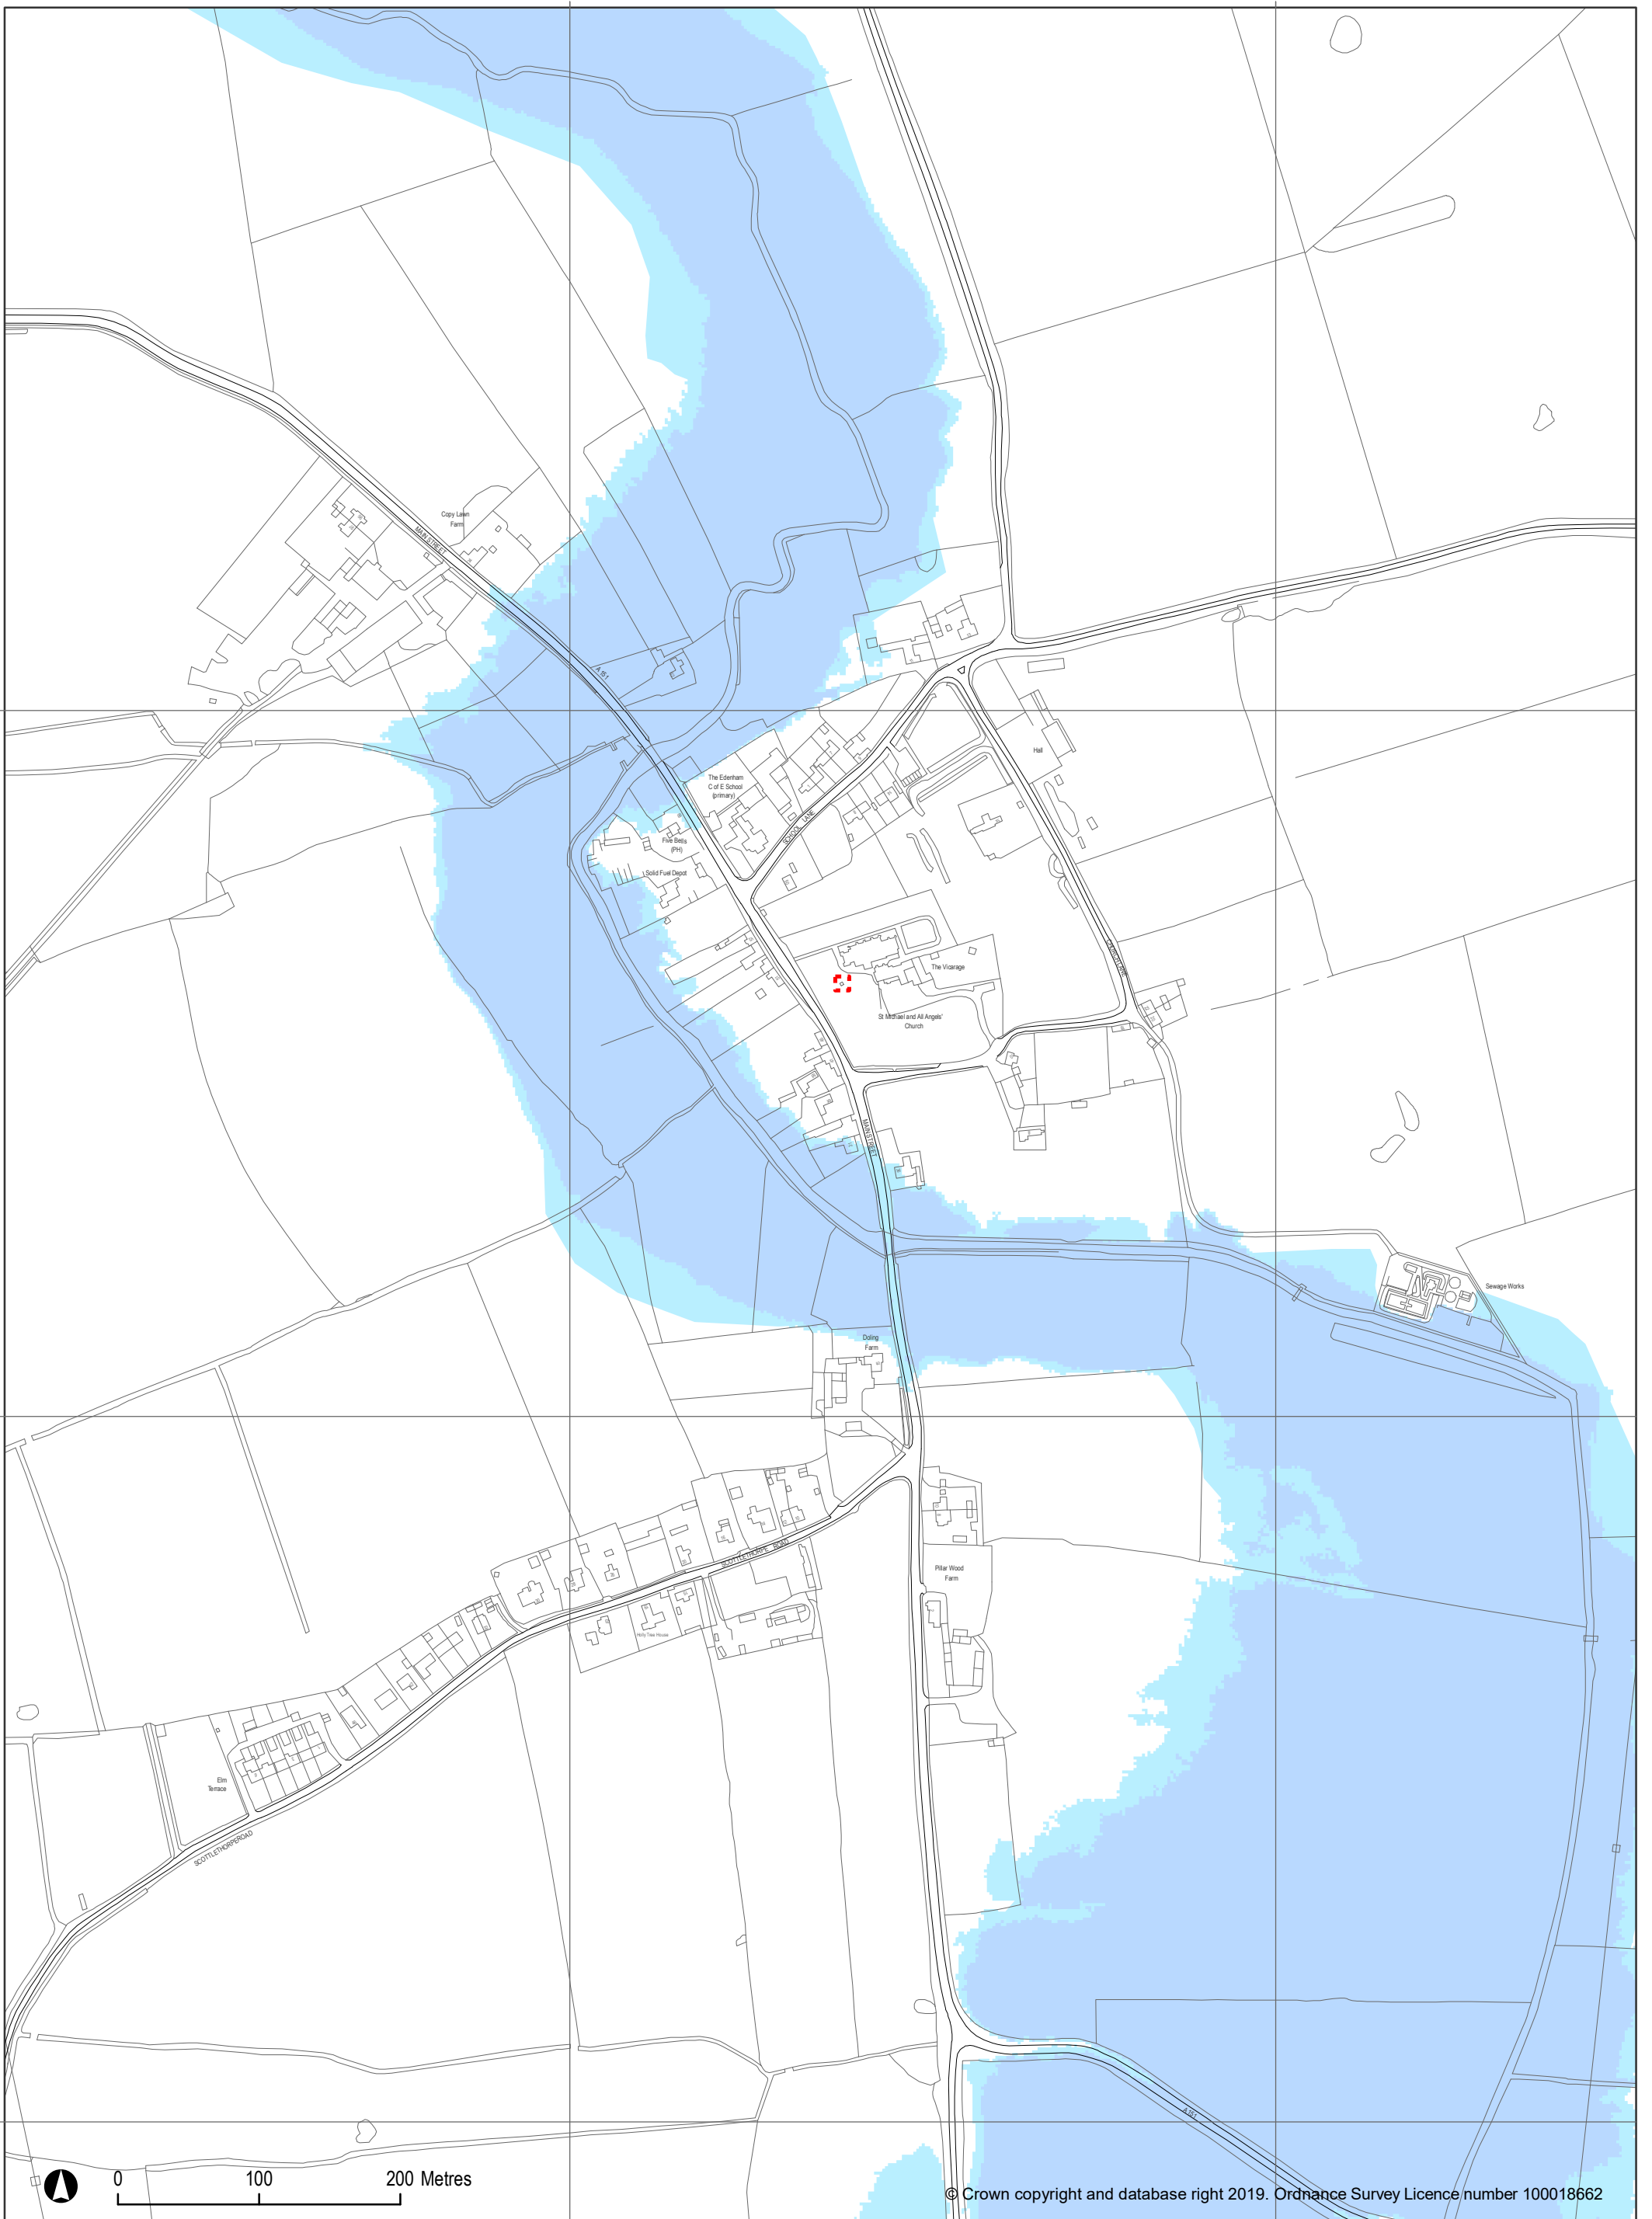 Copy Lawn
Farm
MAIN STREET
A 151
Hall
The Edenham
C of E School
(primary)
SCHOOL LANE
Five Bells
(PH)
Solid Fuel Depot
CHURCH LANE
The Vicarage
St Michael and All Angels'
Church
MAIN STREET
Sewage Works
Doling
Farm
SCOTTLETHORPE ROAD
Pillar Wood
Farm
Holly Tree House
Elm
Terrace
SCOTTLETHORPE ROAD
A 151
0 100 200 Metres
© Crown copyright and database right 2019. Ordnance Survey Licence number 100018662